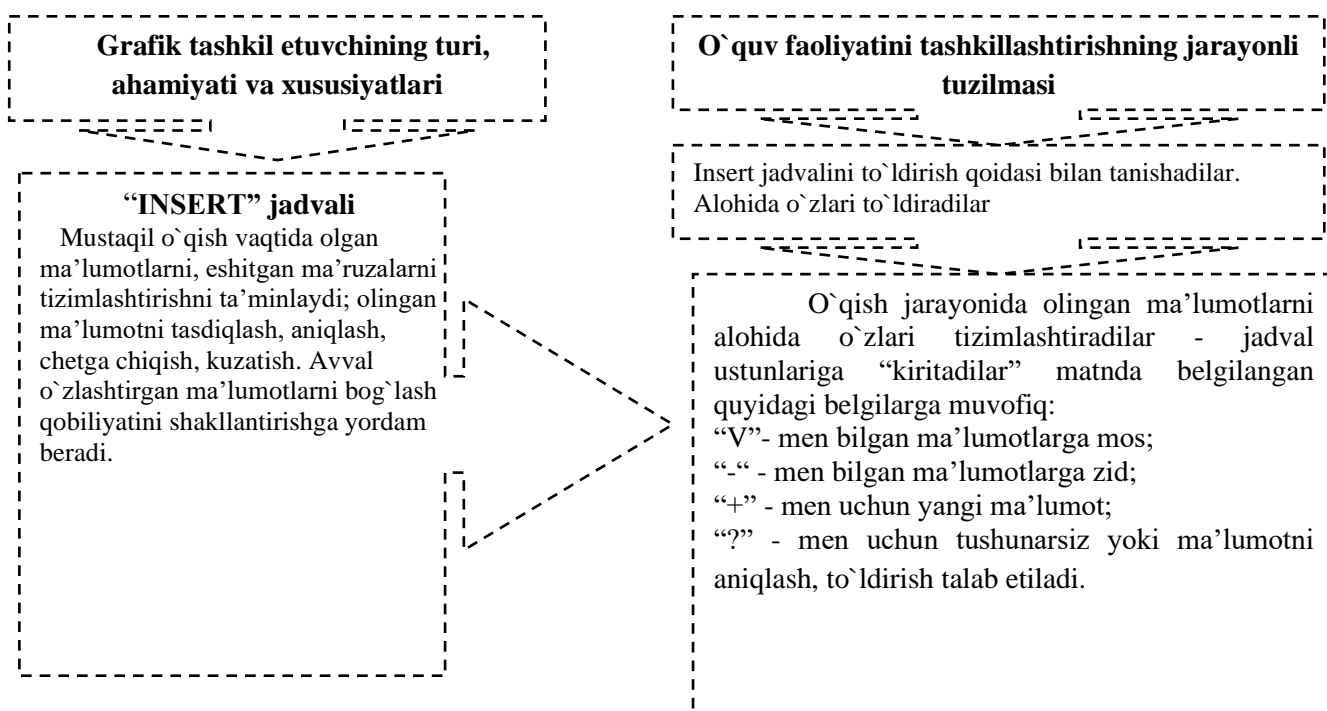 Grafik tashkil etuvchining turi,
ahamiyati va xususiyatlari
“INSERT” jadvali
Mustaqil o`qish vaqtida olgan
ma’lumotlarni, eshitgan ma’ruzalarni
tizimlashtirishni ta’minlaydi; olingan
ma’lumotni tasdiqlash, aniqlash,
chetga chiqish, kuzatish. Avval
o`zlashtirgan ma’lumotlarni bog`lash
qobiliyatini shakllantirishga yordam
beradi.
O`quv faoliyatini tashkillashtirishning jarayonli
tuzilmasi
Insert jadvalini to`ldirish qoidasi bilan tanishadilar.
Alohida o`zlari to`ldiradilar
O`qish jarayonida olingan ma’lumotlarni
alohida o`zlari tizimlashtiradilar - jadval
ustunlariga “kiritadilar” matnda belgilangan
quyidagi belgilarga muvofiq:
“V”- men bilgan ma’lumotlarga mos;
“-“ - men bilgan ma’lumotlarga zid;
“+” - men uchun yangi ma’lumot;
“?” - men uchun tushunarsiz yoki ma’lumotni
aniqlash, to`ldirish talab etiladi.